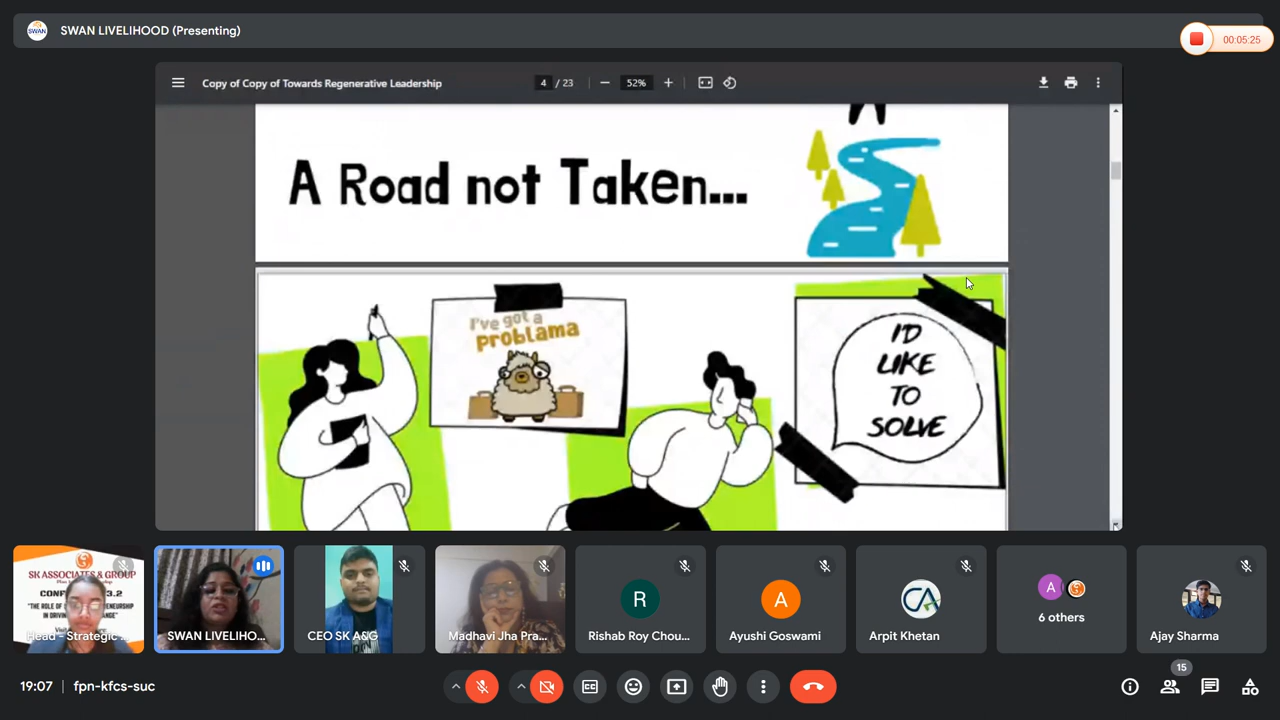 SWAN LIVELIHOOD (Presenting)
00:05:25
Copy of Copy of Towards Regenerative Leadership
4 / 23
52%
A Road not Taken...
I've got a
problama
I'D
LIKE
TO
SOLVE
SK ASSOCIATES & GROUP
Head - Strategic ...
SWAN LIVELIHO...
CEO SK A&G
Madhavi Jha Pra...
R
Rishab Roy Chou...
A
Ayushi Goswami
CA
Arpit Khetan
A
6 others
Ajay Sharma
19:07 | fpn-kfcs-suc
15